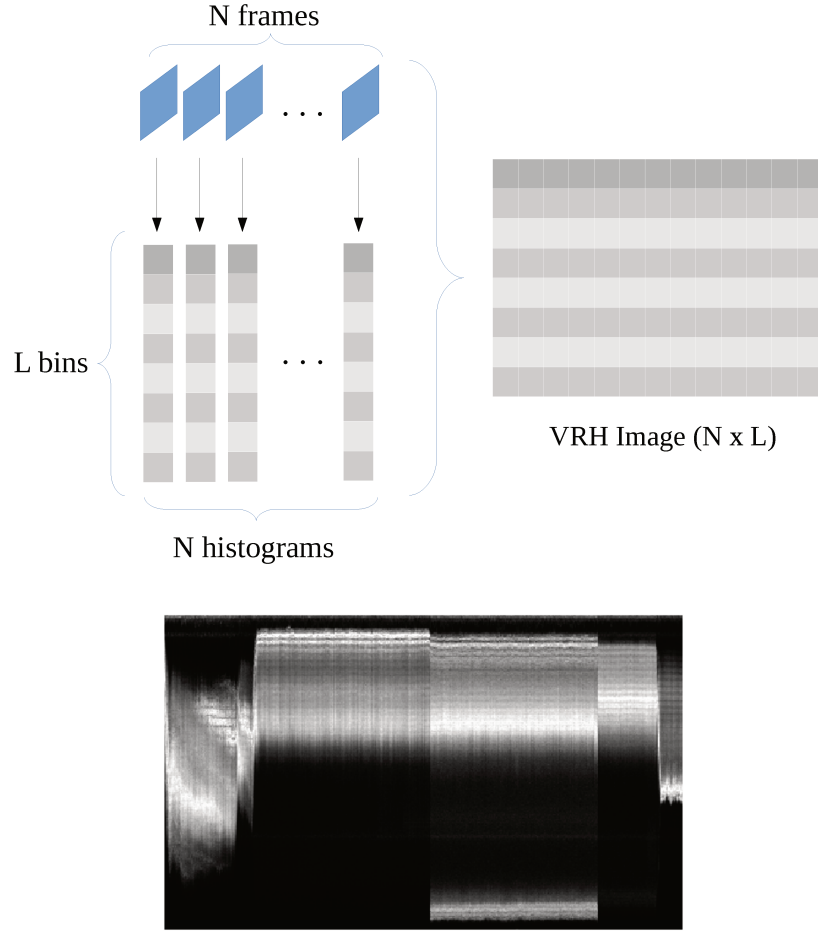 N frames
. . .
L bins
. . .
VRH Image (N x L)
N histograms